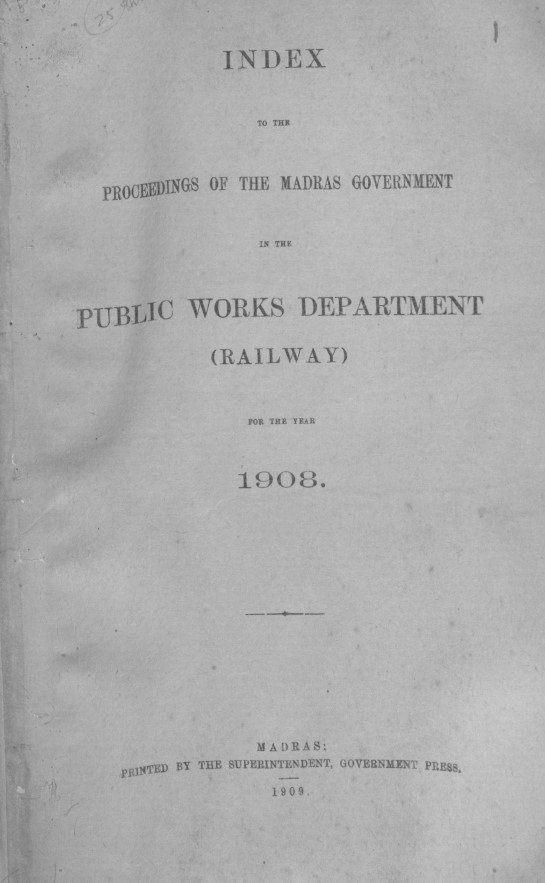 25
INDEX
TO THE
PROCEEDINGS OF THE MADRAS GOVERNMENT
IN THE
PUBLIC WORKS DEPARTMENT
(RAILWAY)
FOR THE YEAR
1908.
MADRAS:
PRINTED BY THE SUPERINTENDENT, GOVERNMENT PRESS.
1909.